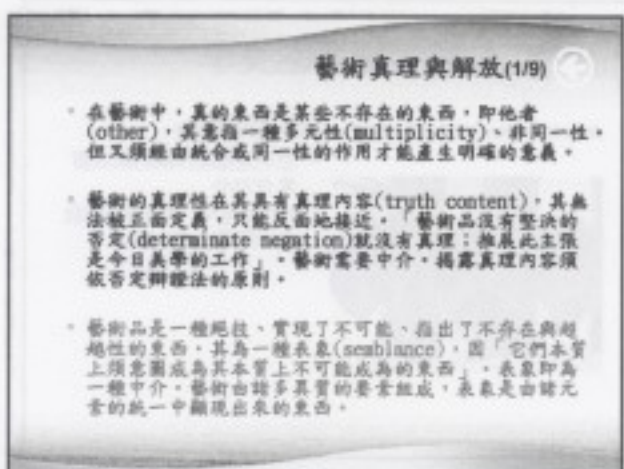 藝術真理與解放(1/9)
在藝術中，真的東西是某些不存在的東西，即他者
(other)，其意指一種多元性(multiplicity)、非同一性。
但又須經由統合或同一性的作用才能產生明確的意義。
藝術的真理性在其具有真理內容(truth content)，其無
法被正面定義，只能反面地接近。「藝術品沒有堅決的
否定(determinate negation)就沒有真理；推展此主張
是今日美學的工作」。藝術需要中介。揭露真理內容須
依否定辯證法的原則。
藝術品是一種絕技、實現了不可能、指出了不存在與超
越性的東西。其為一種表象(semblance)，因「它們本質
上須意圖成為其本質上不可能成為的東西」。表象即為
一種中介。藝術由諸多異質的要素組成，表象是由諸元
素的統一中顯現出來的東西。